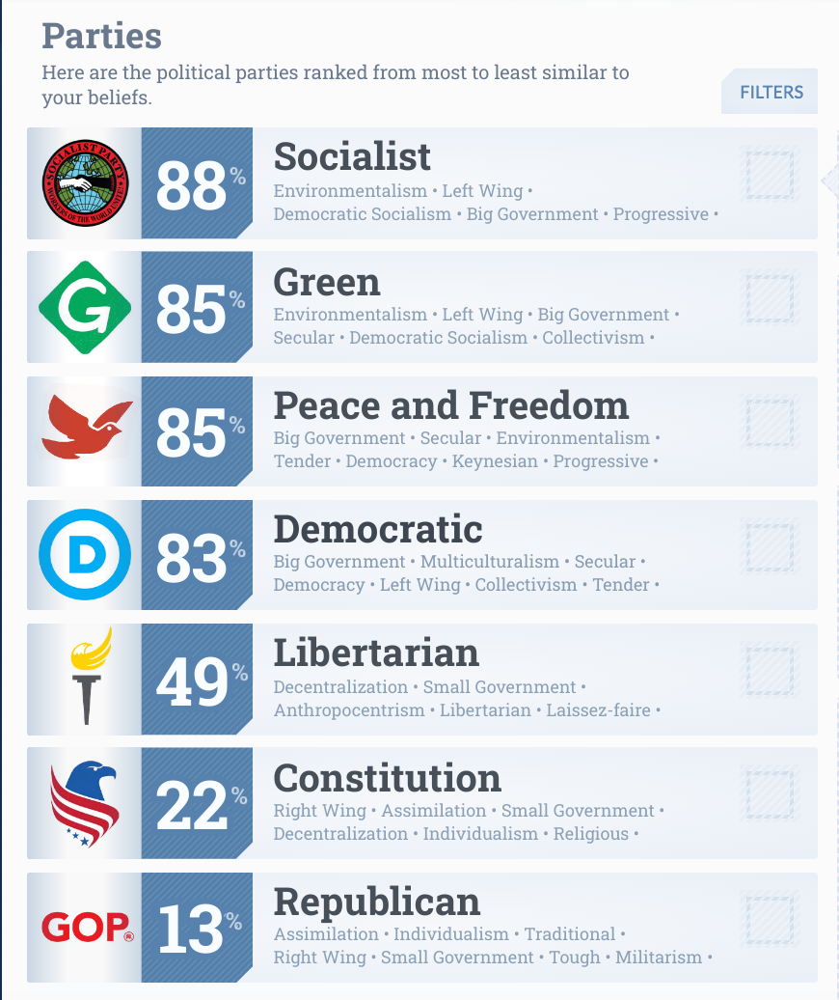 Parties
Here are the political parties ranked from most to least similar to
your beliefs.
FILTERS
SOCIALIST PARTY
WORKERS OF THE WORLD UNITE
88%
Socialist
Environmentalism • Left Wing •
Democratic Socialism • Big Government • Progressive •
G
85%
Green
Environmentalism • Left Wing • Big Government •
Secular • Democratic Socialism • Collectivism •
85%
Peace and Freedom
Big Government • Secular • Environmentalism •
Tender • Democracy • Keynesian • Progressive •
D
83%
Democratic
Big Government • Multiculturalism • Secular •
Democracy • Left Wing • Collectivism • Tender •
49%
Libertarian
Decentralization • Small Government •
Anthropocentrism • Libertarian • Laissez-faire •
22%
Constitution
Right Wing • Assimilation • Small Government •
Decentralization • Individualism • Religious •
GOP®
13%
Republican
Assimilation • Individualism • Traditional •
Right Wing • Small Government • Tough • Militarism •